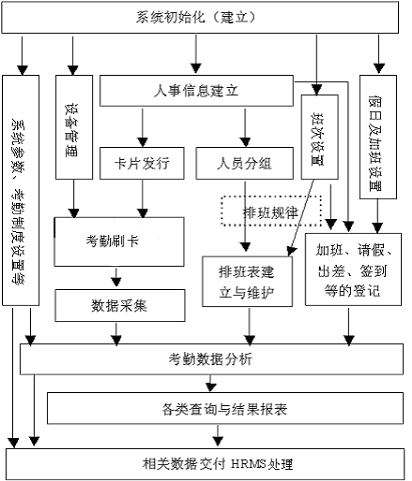 系统初始化（建立）
系统参数、考勤制度设置等
设备管理
人事信息建立
班次设置
假日及加班设置
卡片发行
人员分组
排班规律
考勤刷卡
排班表建
立与维护
加班、请假、
出差、签到
等的登记
数据采集
考勤数据分析
各类查询与结果报表
相关数据交付 HRMS处理